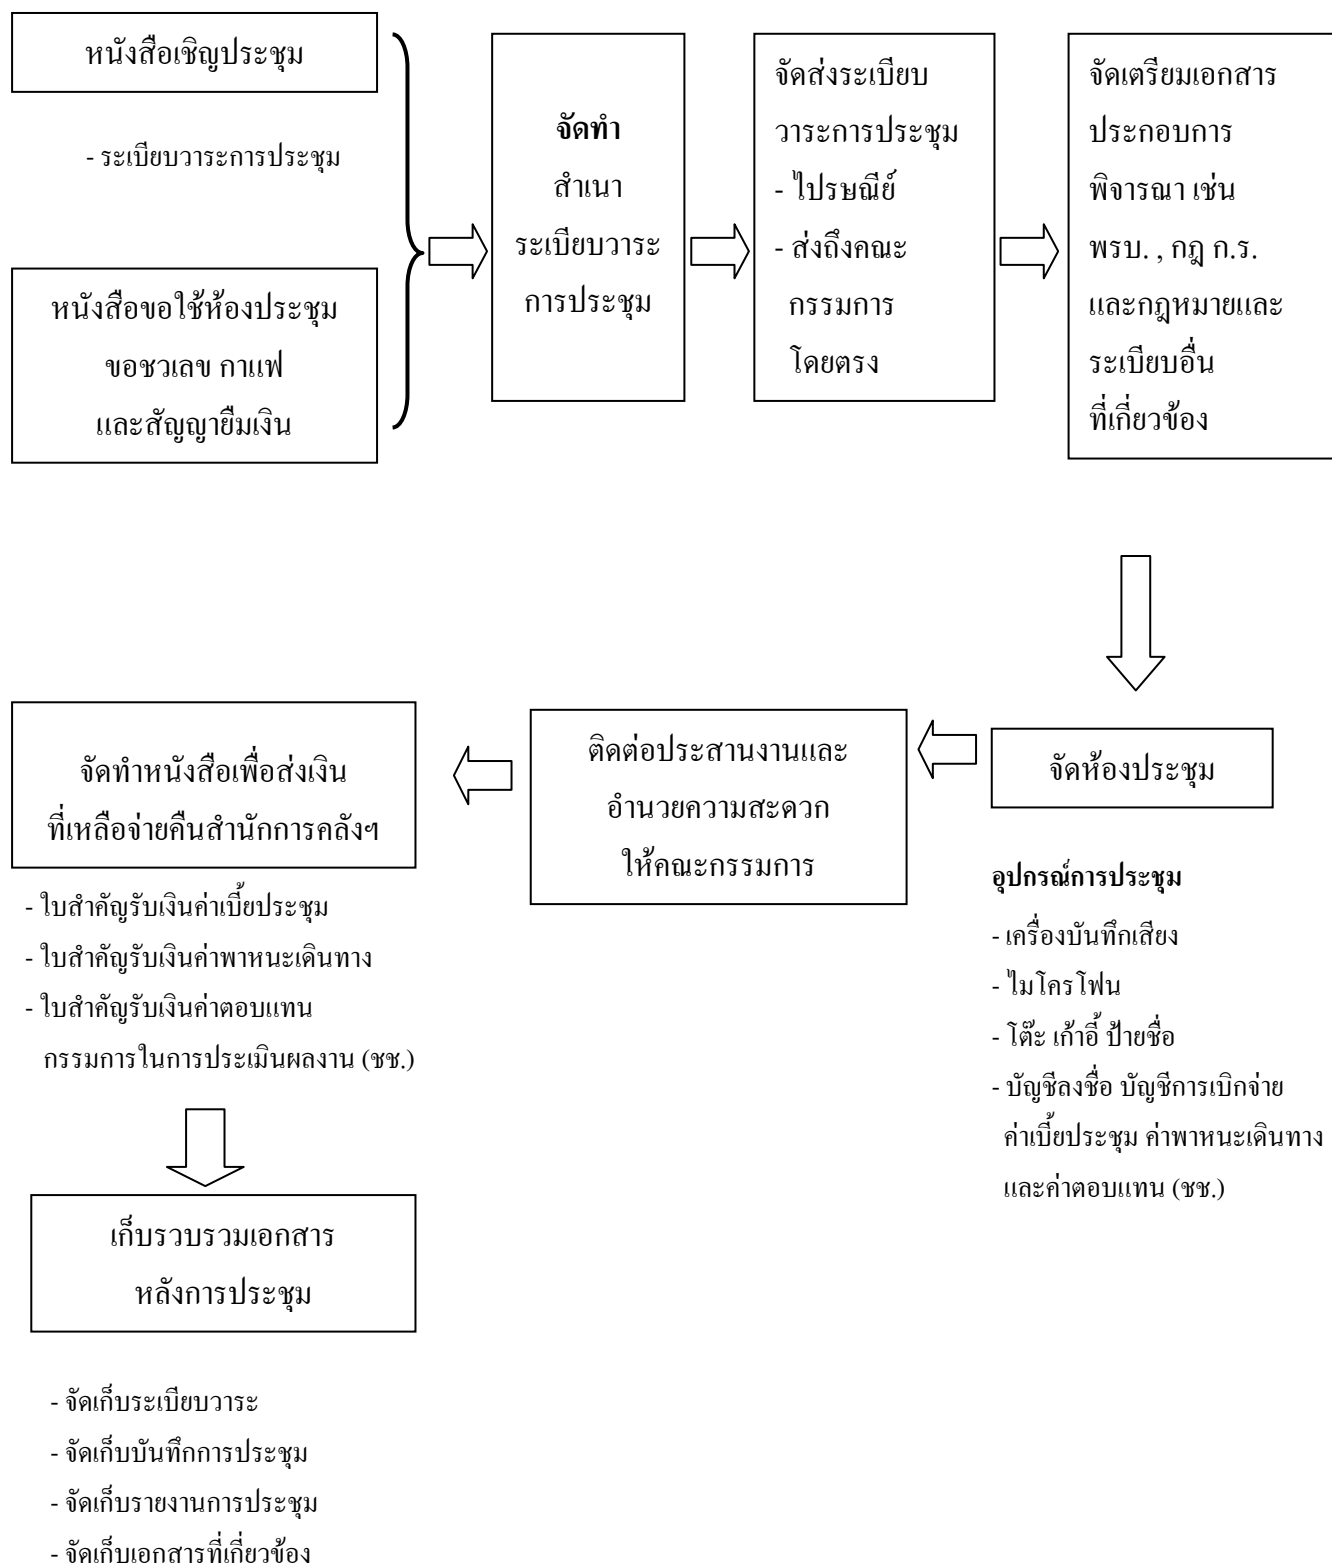 หนังสือเชิญประชุม
- ระเบียบวาระการประชุม
หนังสือขอใช้ห้องประชุม
ขอชวเลข กาแฟ
และสัญญายืมเงิน
จัดทำ
สำเนา
ระเบียบวาระ
การประชุม
จัดส่งระเบียบ
วาระการประชุม
- ไปรษณีย์
- ส่งถึงคณะ
กรรมการ
โดยตรง
จัดเตรียมเอกสาร
ประกอบการ
พิจารณา เช่น
พรบ. , กฎ ก.ร.
และกฎหมายและ
ระเบียบอื่น
ที่เกี่ยวข้อง
จัดห้องประชุม
อุปกรณ์การประชุม
- เครื่องบันทึกเสียง
- ไมโครโฟน
- โต๊ะ เก้าอี้ ป้ายชื่อ
- บัญชีลงชื่อ บัญชีการเบิกจ่าย
ค่าเบี้ยประชุม ค่าพาหนะเดินทาง
และค่าตอบแทน (ชช.)
ติดต่อประสานงานและ
อำนวยความสะดวก
ให้คณะกรรมการ
จัดทำหนังสือเพื่อส่งเงิน
ที่เหลือจ่ายคืนสำนักการคลังฯ
- ใบสำคัญรับเงินค่าเบี้ยประชุม
- ใบสำคัญรับเงินค่าพาหนะเดินทาง
- ใบสำคัญรับเงินค่าตอบแทน
กรรมการในการประเมินผลงาน (ชช.)
เก็บรวบรวมเอกสาร
หลังการประชุม
- จัดเก็บระเบียบวาระ
- จัดเก็บบันทึกการประชุม
- จัดเก็บรายงานการประชุม
- จัดเก็บเอกสารที่เกี่ยวข้อง